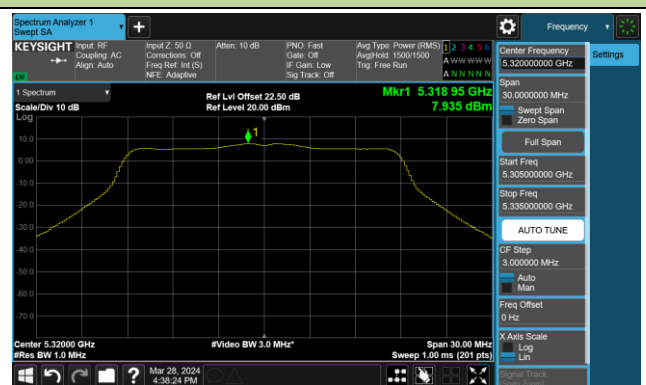 Spectrum Analyzer 1
Swept SA
Frequency
KEYSIGHT
Input: RF
Coupling: AC
Align: Auto
Input Z: 50 Ω
Corrections: Off
Freq Ref: Int (S)
NFE: Adaptive
Atten: 10 dB
PNO: Fast
Gate: Off
IF Gain: Low
Sig Track: Off
Avg Type: Power (RMS)
Avg|Hold: 1500/1500
Trig: Free Run
1 2 3 4 5 6
A W W W W W
A N N N N N
LV
Center Frequency
5.320000000 GHz
Settings
Span
30.0000000 MHz
Swept Span
Zero Span
Full Span
Start Freq
5.305000000 GHz
Stop Freq
5.335000000 GHz
AUTO TUNE
CF Step
3.000000 MHz
Auto
Man
Freq Offset
0 Hz
X Axis Scale
Log
Lin
Signal Track
1 Spectrum
Scale/Div 10 dB
Ref Lvl Offset 22.50 dB
Ref Level 20.00 dBm
Mkr1 5.318 95 GHz
7.935 dBm
Log
1
10.0
0.00
-10.0
-20.0
-30.0
-40.0
-50.0
-60.0
-70.0
Center 5.32000 GHz
#Res BW 1.0 MHz
#Video BW 3.0 MHz*
Span 30.00 MHz
Sweep 1.00 ms (201 pts)
?
Mar 28, 2024
4:38:24 PM